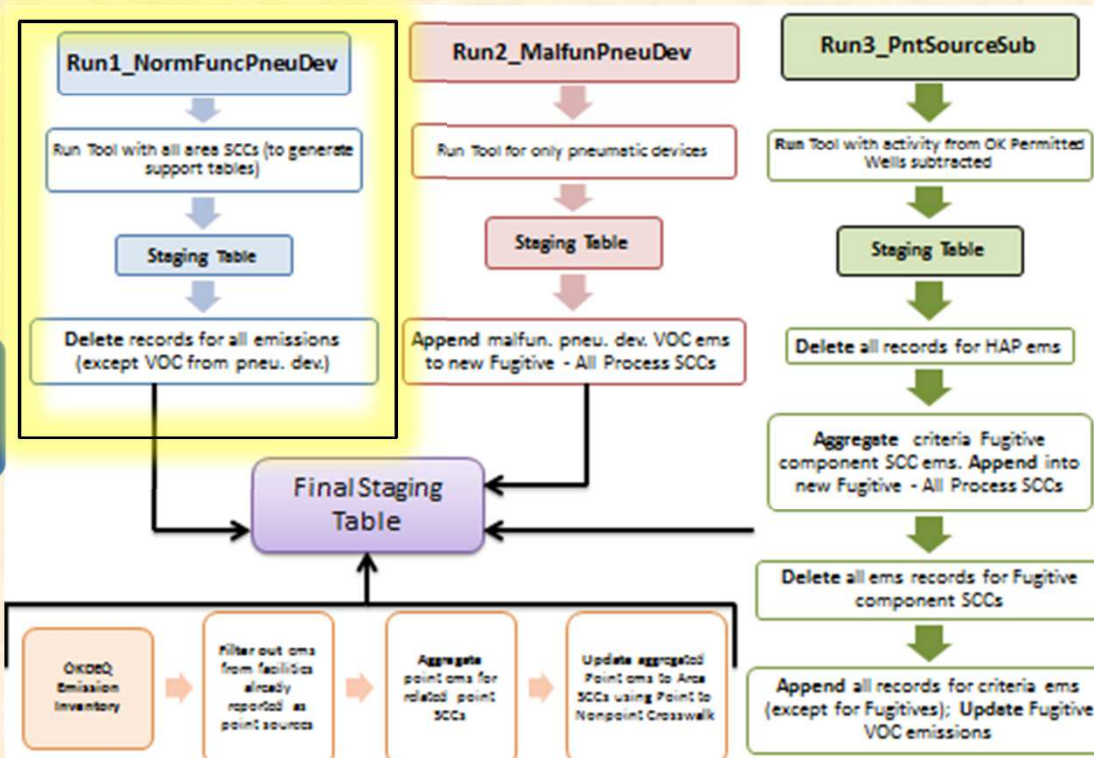 Run1_NormFuncPneuDev
Run Tool with all area SCCs (to generate
support tables)
Staging Table
Delete records for all emissions
(except VOC from pneu. dev.)
Run2_MalfunPneuDev
Run Tool for only pneumatic devices
Staging Table
Append malfun. pneu. dev. VOC ems
to new Fugitive - All Process SCCs
Run3_PntSourceSub
Run Tool with activity from OK Permitted
Wells subtracted
Staging Table
Delete all records for HAP ems
Aggregate criteria Fugitive
component SCC ems. Append into
new Fugitive - All Process SCCs
Delete all ems records for Fugitive
component SCCs
Append all records for criteria ems
(except for Fugitives); Update Fugitive
VOC emissions
Final Staging
Table
OKDEQ
Emission
Inventory
Filter out ems
from facilities
already
reported as
point sources
Aggregate
point ems for
related point
SCCs
Update aggregated
Point ems to Area
SCCs using Point to
Nonpoint Crosswalk